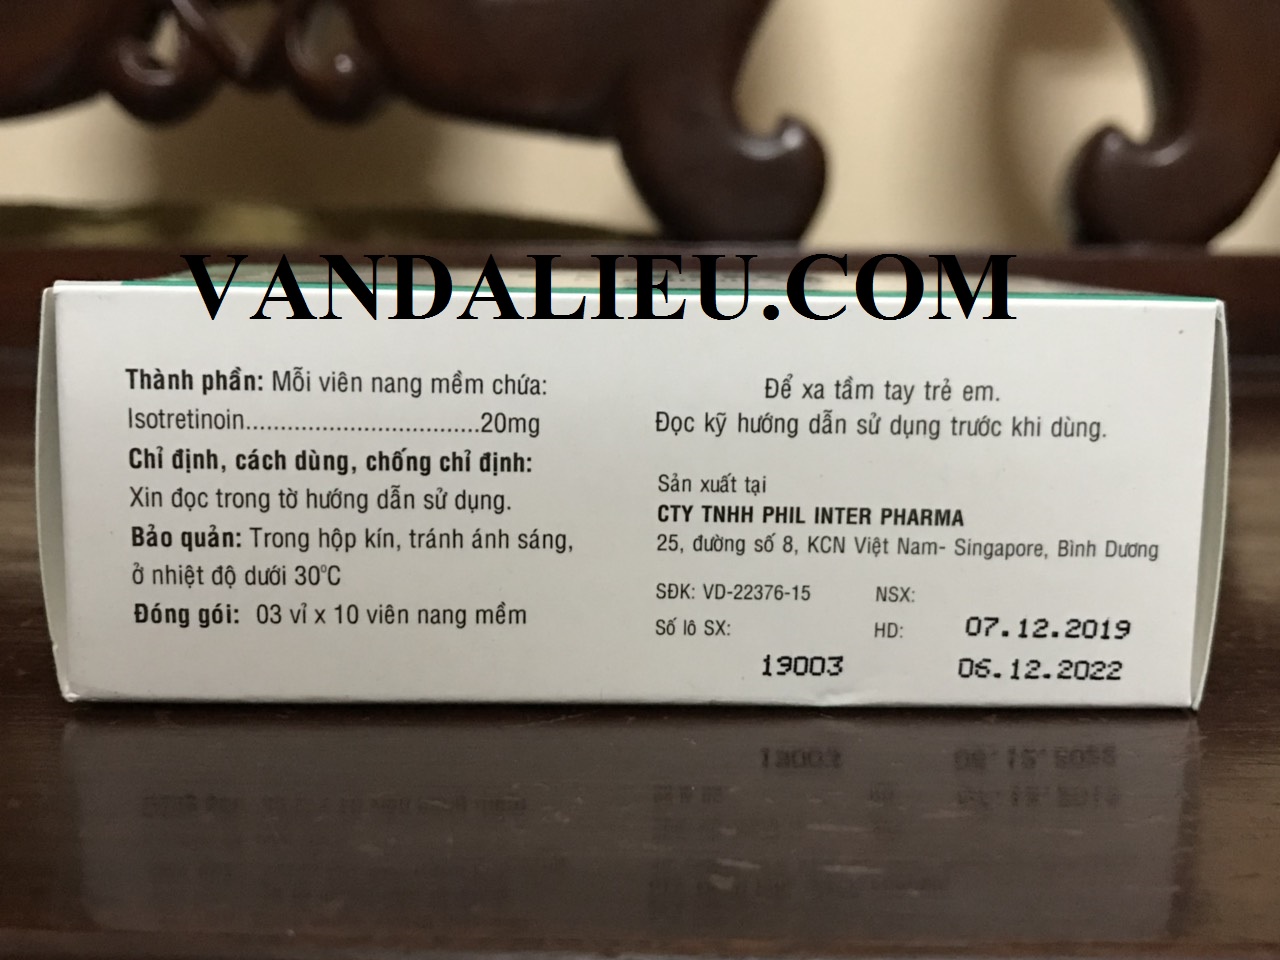 VANDALIEU.COM
Thành phần: Mỗi viên nang mềm chứa:
Isotretinoin..................................20mg
Chỉ định, cách dùng, chống chỉ định:
Xin đọc trong tờ hướng dẫn sử dụng.
Bảo quản: Trong hộp kín, tránh ánh sáng,
ở nhiệt độ dưới 30°C
Đóng gói: 03 vỉ x 10 viên nang mềm
Để xa tầm tay trẻ em.
Đọc kỹ hướng dẫn sử dụng trước khi dùng.
Sản xuất tại
CTY TNHH PHIL INTER PHARMA
25, đường số 8, KCN Việt Nam- Singapore, Bình Dương
SĐK: VD-22376-15 NSX:
Số lô SX: HD: 07.12.2019
19003 06.12.2022